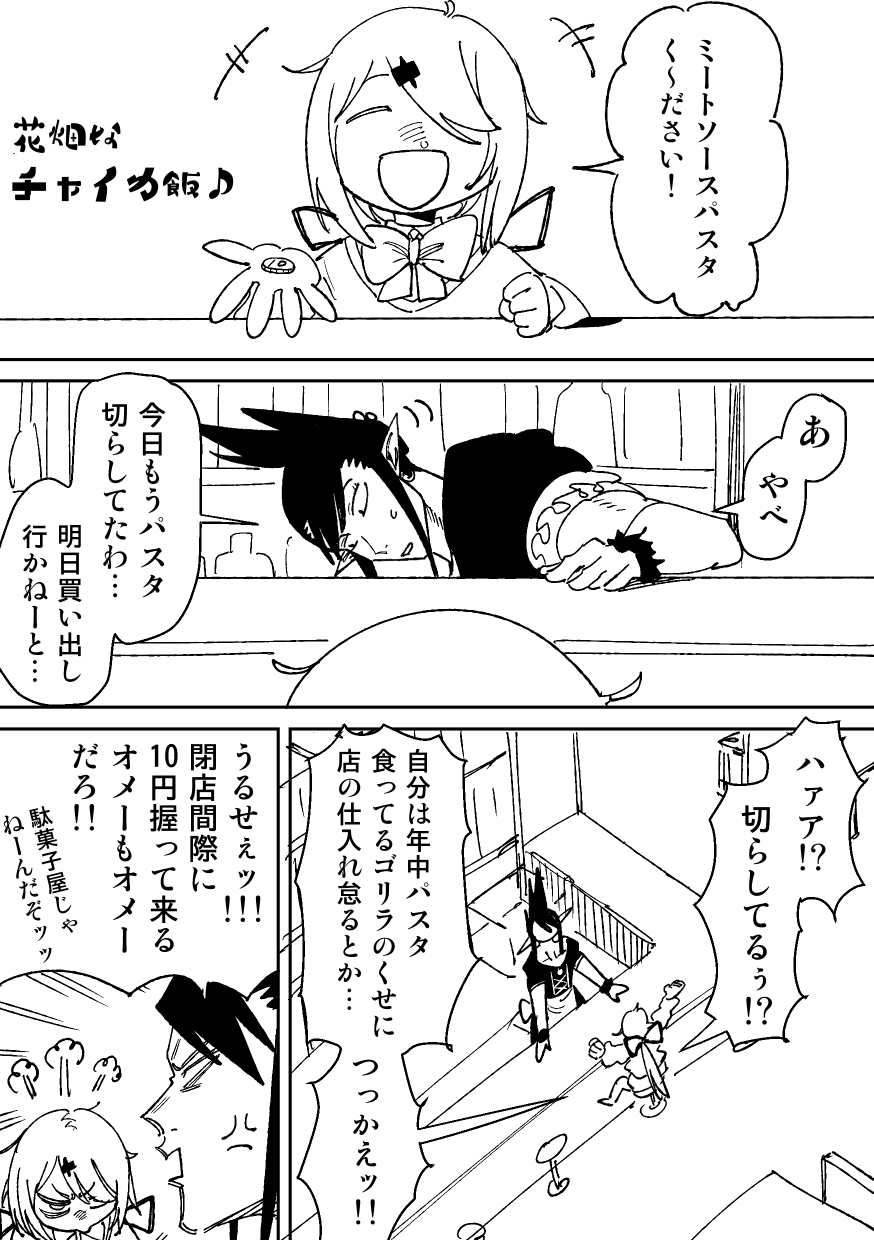 花畑な
チャイカ飯♪
ミートソースパスタ
く～ださい！
あ
やべ
今日もうパスタ
切らしてたわ…
明日買い出し
行かねーと…
ハァア!?
切らしてるぅ!?
自分は年中パスタ
食ってるゴリラのくせに
店の仕入れ怠るとか…
つっかえッ!!
うるせぇッ!!!
閉店間際に
10円握って来る
オメーもオメー
だろ!!
駄菓子屋じゃ
ねーんだぞッッ